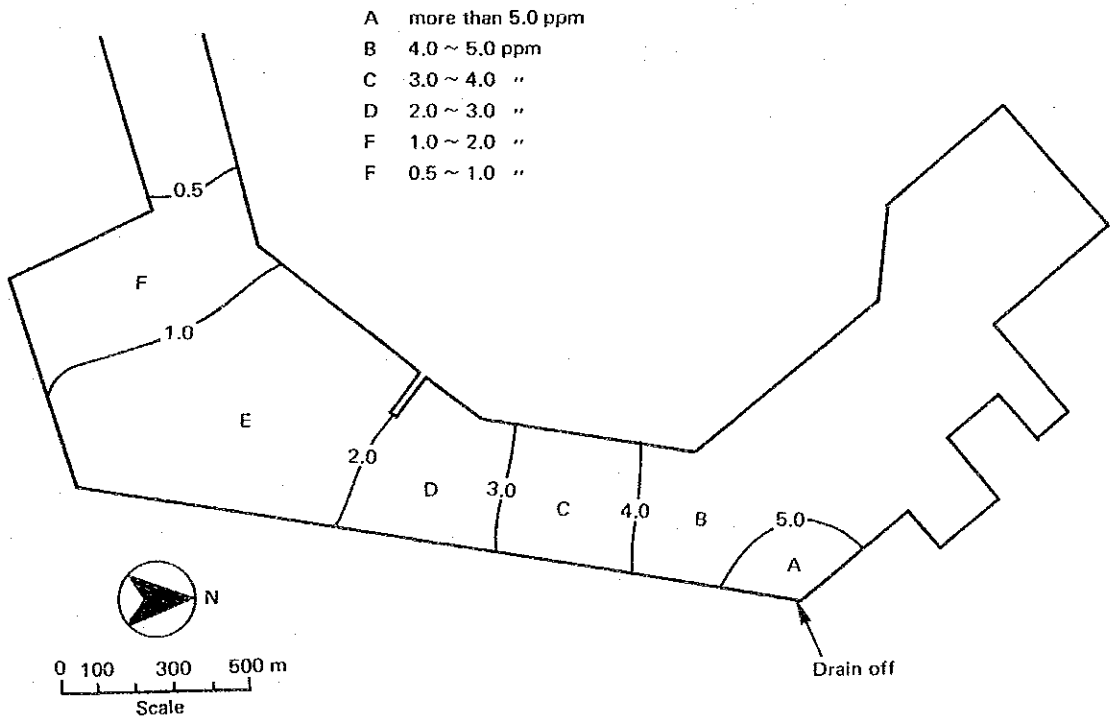 A more than 5.0 ppm
B 4.0 ~ 5.0 ppm
C 3.0 ~ 4.0 〃
D 2.0 ~ 3.0 〃
F 1.0 ~ 2.0 〃
F 0.5 ~ 1.0 〃
0.5
F
1.0
E
2.0
D
3.0
C
4.0
B
5.0
A
N
Drain off
0 100 300 500 m
Scale